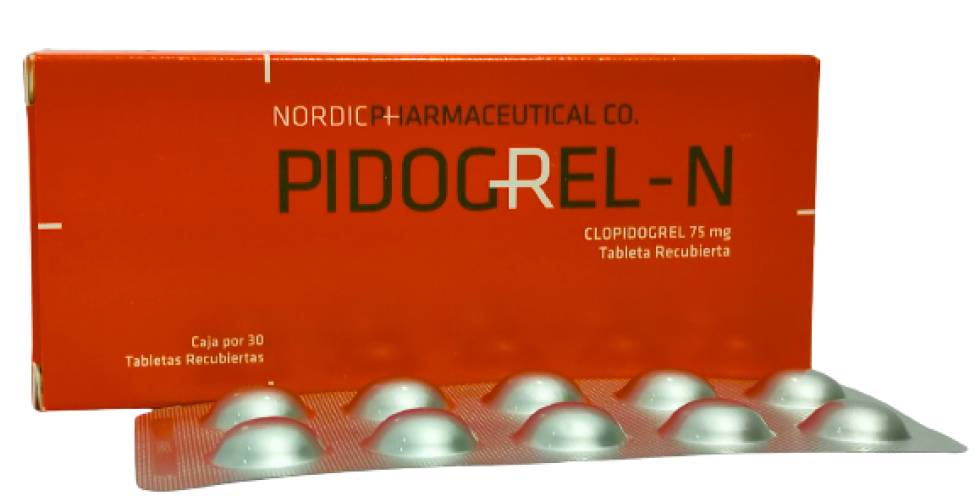 NORDICPHARMACEUTICAL CO.
PIDOGREL-N
CLOPIDOGREL 75 mg
Tableta Recubierta
Caja por 30
Tabletas Recubiertas